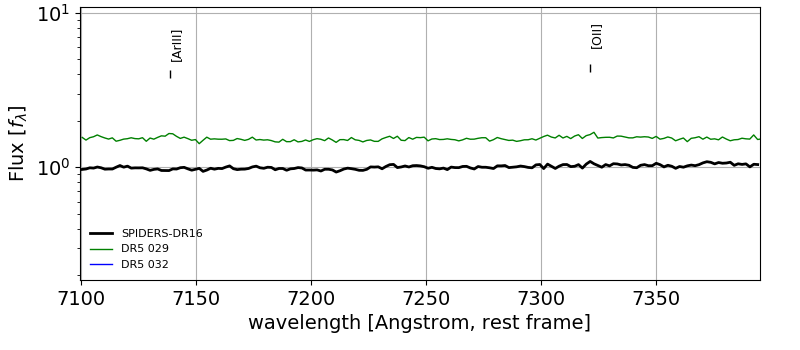 Flux [fλ]
10¹
10⁰
[ArIII]
[OII]
SPIDERS-DR16
DR5 029
DR5 032
7100 7150 7200 7250 7300 7350
wavelength [Angstrom, rest frame]